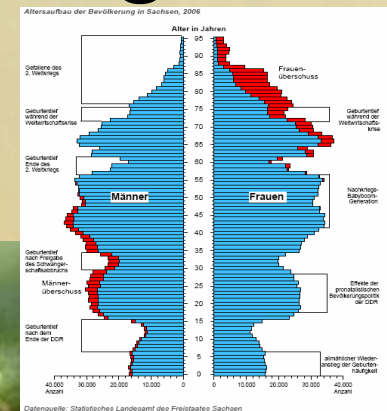 Altersaufbau der Bevölkerung in Sachsen, 2006
Alter in Jahren
95
90
85
80
75
70
65
60
55
50
45
40
35
30
25
20
15
10
5
0
Gefallene des
2. Weltkriegs
Geburtentief
während der
Weltwirtschaftskrise
Geburtentief
Ende des
2. Weltkriegs
Männer
Geburtentief
nach Freigabe
des Schwanger-
schaftsabbruchs
Männer-
überschuss
Geburtentief
nach dem
Ende der DDR
Frauen-
überschuss
Geburtentief
während der
Weltwirtschafts-
krise
Frauen
Nachkriegs-
Babyboom-
Generation
Effekte der
pronatalistischen
Bevölkerungspolitik
der DDR
allmählicher Wieder-
anstieg der Geburten-
häufigkeit
40.000 30.000 20.000 10.000 0
Anzahl
0 10.000 20.000 30.000 40.000
Anzahl
Datenquelle: Statistisches Landesamt des Freistaates Sachsen